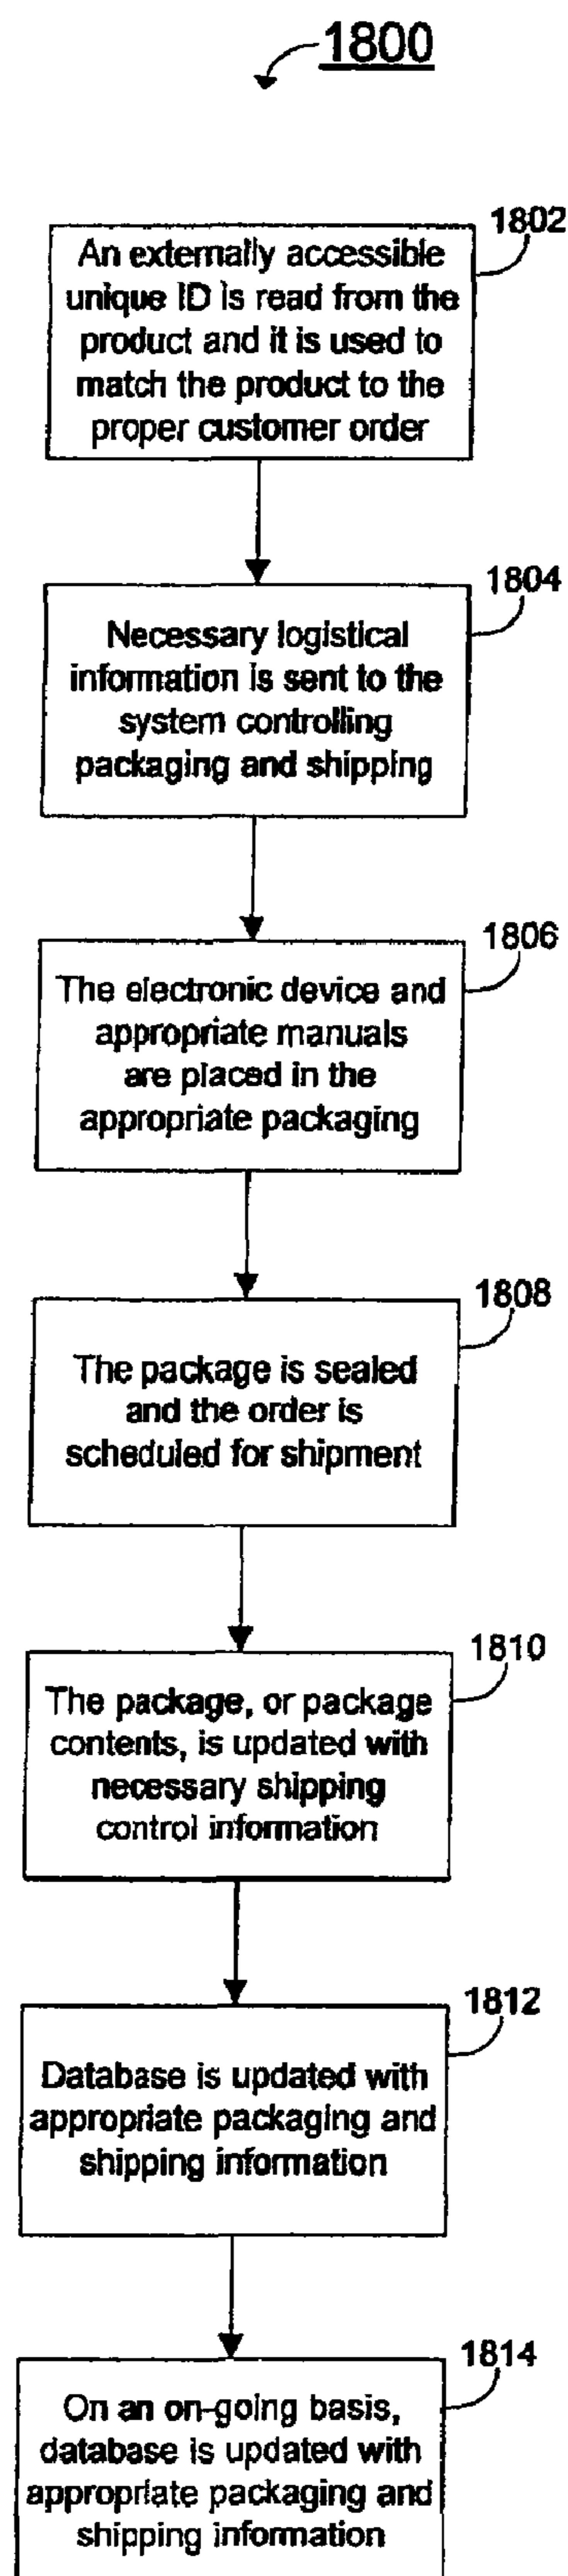 1800
1802
An externally accessible
unique ID is read from the
product and it is used to
match the product to the
proper customer order
1804
Necessary logistical
information is sent to the
system controlling
packaging and shipping
1806
The electronic device and
appropriate manuals
are placed in the
appropriate packaging
1808
The package is sealed
and the order is
scheduled for shipment
1810
The package, or package
contents, is updated with
necessary shipping
control information
1812
Database is updated with
appropriate packaging and
shipping information
1814
On an on-going basis,
database is updated with
appropriate packaging and
shipping information